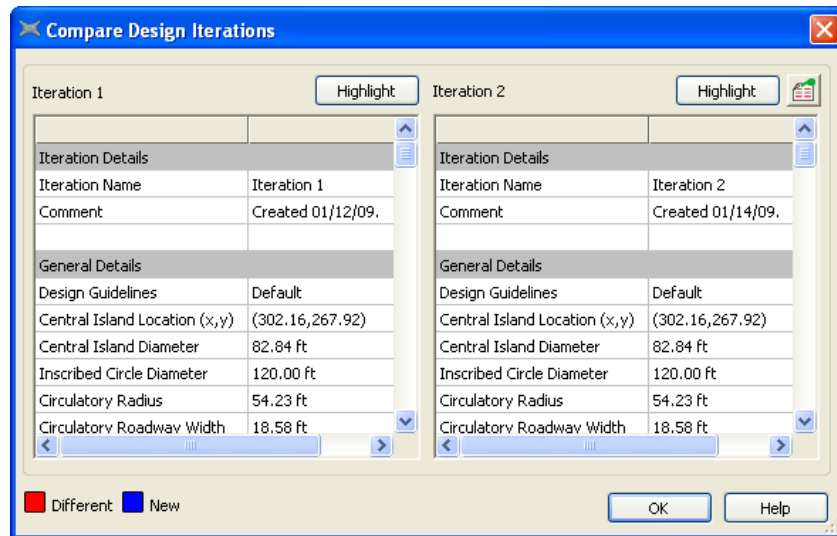 Compare Design Iterations
Iteration 1 Highlight Iteration 2 Highlight
Iteration Details Iteration Details
Iteration Name Iteration 1 Iteration Name Iteration 2
Comment Created 01/12/09. Comment Created 01/14/09.
General Details General Details
Design Guidelines Default Design Guidelines Default
Central Island Location (x,y) (302.16,267.92) Central Island Location (x,y) (302.16,267.92)
Central Island Diameter 82.84 ft Central Island Diameter 82.84 ft
Inscribed Circle Diameter 120.00 ft Inscribed Circle Diameter 120.00 ft
Circulatory Radius 54.23 ft Circulatory Radius 54.23 ft
Circulatory Roadway Width 18.58 ft Circulatory Roadway Width 18.58 ft
Different New OK Help